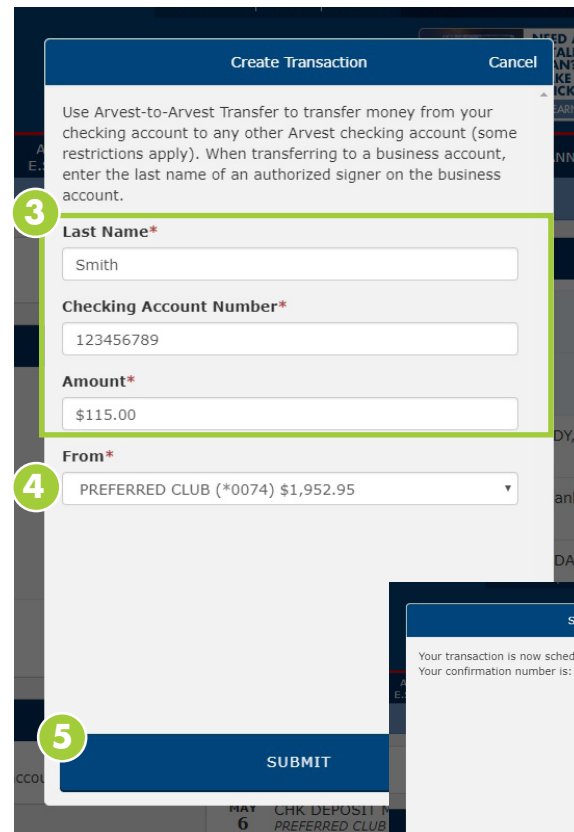 Create Transaction
Cancel
Use Arvest-to-Arvest Transfer to transfer money from your
checking account to any other Arvest checking account (some
restrictions apply). When transferring to a business account,
enter the last name of an authorized signer on the business
account.
3
Last Name*
Smith
Checking Account Number*
123456789
Amount*
$115.00
From*
4
PREFERRED CLUB (*0074) $1,952.95
Your transaction is now sched
Your confirmation number is:
5
SUBMIT
MAY
6
CHK DEPOSIT
PREFERRED CLUB